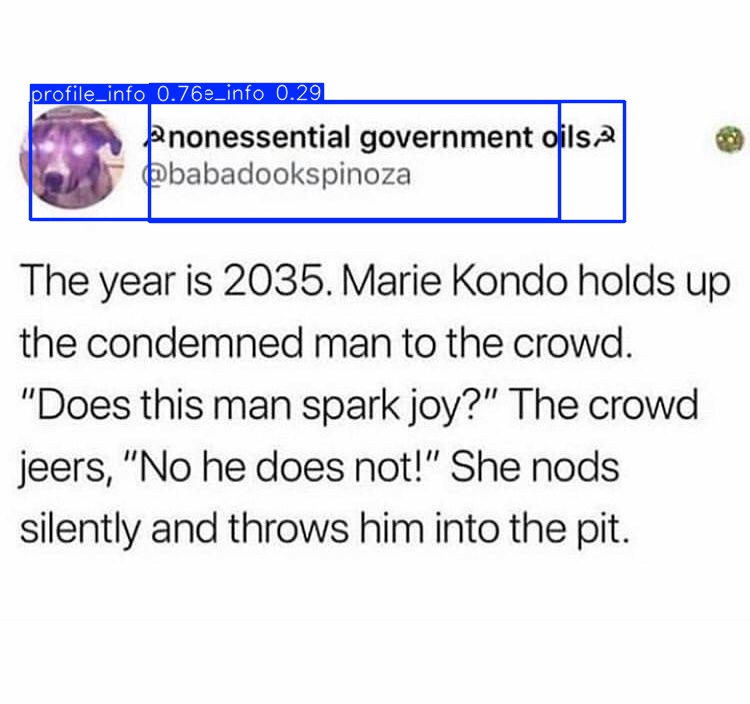 profile_info 0.76e_info 0.29
☭nonessential government oils☭
@babadookspinoza
The year is 2035. Marie Kondo holds up
the condemned man to the crowd.
"Does this man spark joy?" The crowd
jeers, "No he does not!" She nods
silently and throws him into the pit.